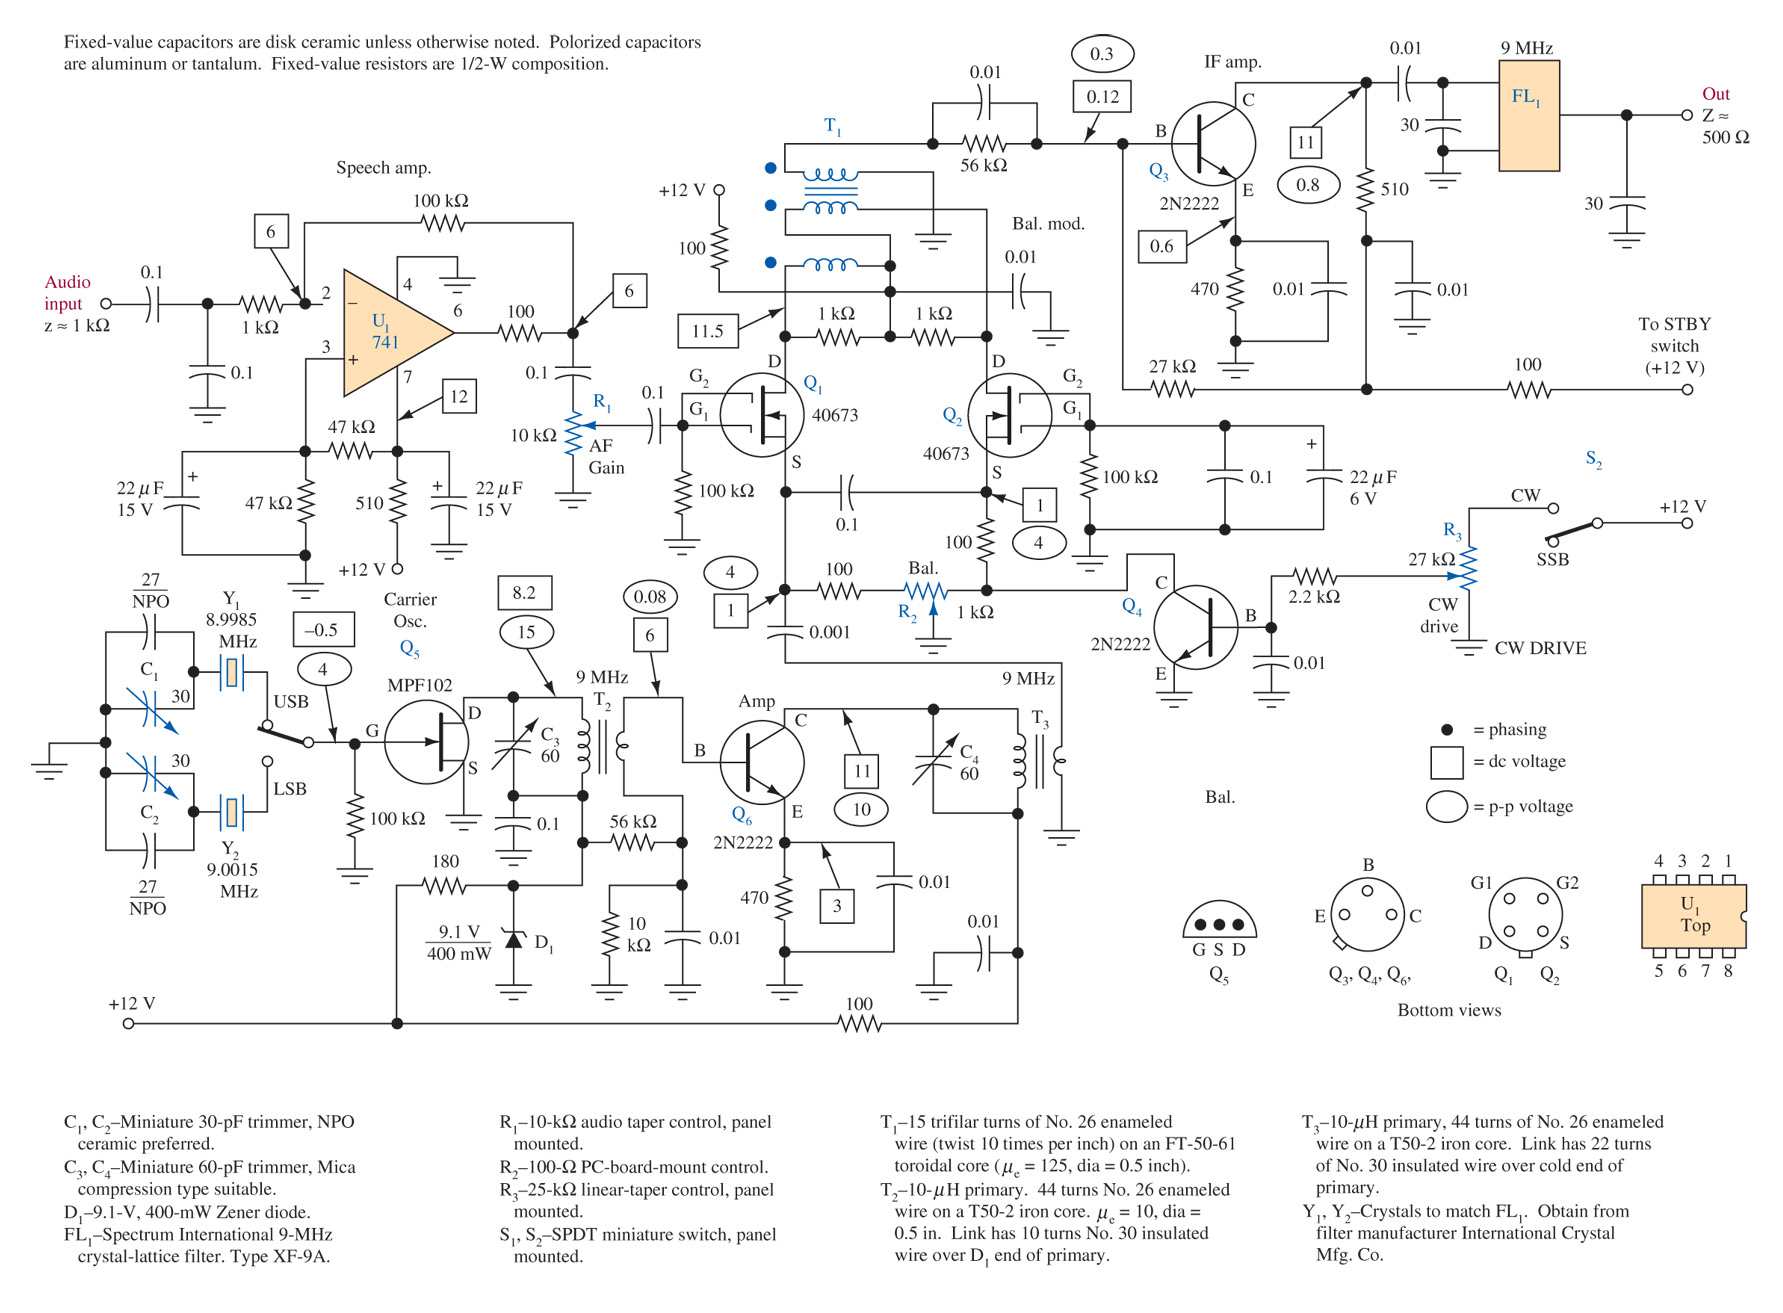 Fixed-value capacitors are disk ceramic unless otherwise noted. Polorized capacitors
are aluminum or tantalum. Fixed-value resistors are 1/2-W composition.
0.3
0.12
0.01
56 kΩ
IF amp.
0.01
9 MHz
FL₁
Out
Z ≈
500 Ω
30
30
T₁
B
C
E
Q₃
2N2222
11
0.8
510
Speech amp.
100 kΩ
6
+12 V
100
Bal. mod.
0.01
0.6
470
0.01
0.01
Audio
input
z ≈ 1 kΩ
0.1
1 kΩ
2
−
3
+
4
6
7
U₁
741
100
6
0.1
12
11.5
1 kΩ
1 kΩ
To STBY
switch
(+12 V)
27 kΩ
100
0.1
R₁
10 kΩ
AF
Gain
0.1
G₂
G₁
D
Q₁
40673
S
D
G₂
G₁
Q₂
40673
S
47 kΩ
22 μF
15 V
+
47 kΩ
510
+
22 μF
15 V
+12 V
100 kΩ
0.1
1
4
100
100 kΩ
0.1
+
22 μF
6 V
S₂
CW
+12 V
SSB
R₃
27 kΩ
CW
drive
CW DRIVE
2.2 kΩ
4
1
100
Bal.
R₂
1 kΩ
0.001
C
Q₄
B
2N2222
E
0.01
27
NPO
Y₁
8.9985
MHz
C₁
30
USB
30
LSB
C₂
27
NPO
Y₂
9.0015
MHz
−0.5
4
Carrier
Osc.
Q₅
MPF102
G
D
S
100 kΩ
8.2
15
0.08
6
9 MHz
T₂
C₃
60
0.1
56 kΩ
Amp
C
B
E
Q₆
2N2222
11
10
C₄
60
9 MHz
T₃
180
9.1 V
400 mW
D₁
10
kΩ
0.01
470
3
0.01
0.01
+12 V
100
= phasing
= dc voltage
= p-p voltage
Bal.
G S D
Q₅
B
E
C
Q₃, Q₄, Q₆,
G1
G2
D
S
Q₁
Q₂
4 3 2 1
U₁
Top
5 6 7 8
Bottom views
C₁, C₂–Miniature 30-pF trimmer, NPO
ceramic preferred.
C₃, C₄–Miniature 60-pF trimmer, Mica
compression type suitable.
D₁–9.1-V, 400-mW Zener diode.
FL₁–Spectrum International 9-MHz
crystal-lattice filter. Type XF-9A.
R₁–10-kΩ audio taper control, panel
mounted.
R₂–100-Ω PC-board-mount control.
R₃–25-kΩ linear-taper control, panel
mounted.
S₁, S₂–SPDT miniature switch, panel
mounted.
T₁–15 trifilar turns of No. 26 enameled
wire (twist 10 times per inch) on an FT-50-61
toroidal core (μₑ = 125, dia = 0.5 inch).
T₂–10-μH primary. 44 turns No. 26 enameled
wire on a T50-2 iron core. μₑ = 10, dia =
0.5 in. Link has 10 turns No. 30 insulated
wire over D₁ end of primary.
T₃–10-μH primary, 44 turns of No. 26 enameled
wire on a T50-2 iron core. Link has 22 turns
of No. 30 insulated wire over cold end of
primary.
Y₁, Y₂–Crystals to match FL₁. Obtain from
filter manufacturer International Crystal
Mfg. Co.